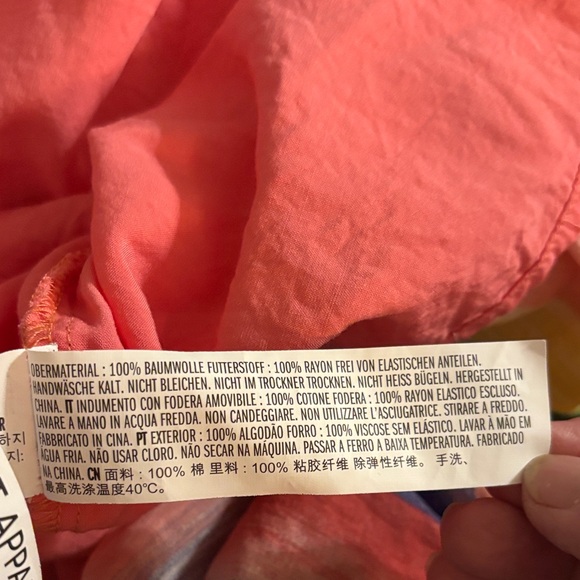 OBERMATERIAL : 100% BAUMWOLLE FUTTERSTOFF : 100% RAYON FREI VON ELASTISCHEN ANTEILEN.
HANDWÄSCHE KALT. NICHT BLEICHEN. NICHT IM TROCKNER TROCKNEN. NICHT HEISS BÜGELN. HERGESTELLT IN
CHINA. IT INDUMENTO CON FODERA AMOVIBILE : 100% COTONE FODERA : 100% RAYON ELASTICO ESCLUSO.
LAVARE A MANO IN ACQUA FREDDA. NON CANDEGGIARE. NON UTILIZZARE L'ASCIUGATRICE. STIRARE A FREDDO.
FABBRICATO IN CINA. PT EXTERIOR : 100% ALGODÃO FORRO : 100% VISCOSE SEM ELÁSTICO. LAVAR À MÃO EM
ÁGUA FRIA. NÃO USAR CLORO. NÃO SECAR NA MÁQUINA. PASSAR A FERRO A BAIXA TEMPERATURA. FABRICADO
NA CHINA. CN 面料 : 100% 棉 里料 : 100% 粘胶纤维 除弹性纤维。 手洗、
最高洗涤温度40℃。
하지
지: